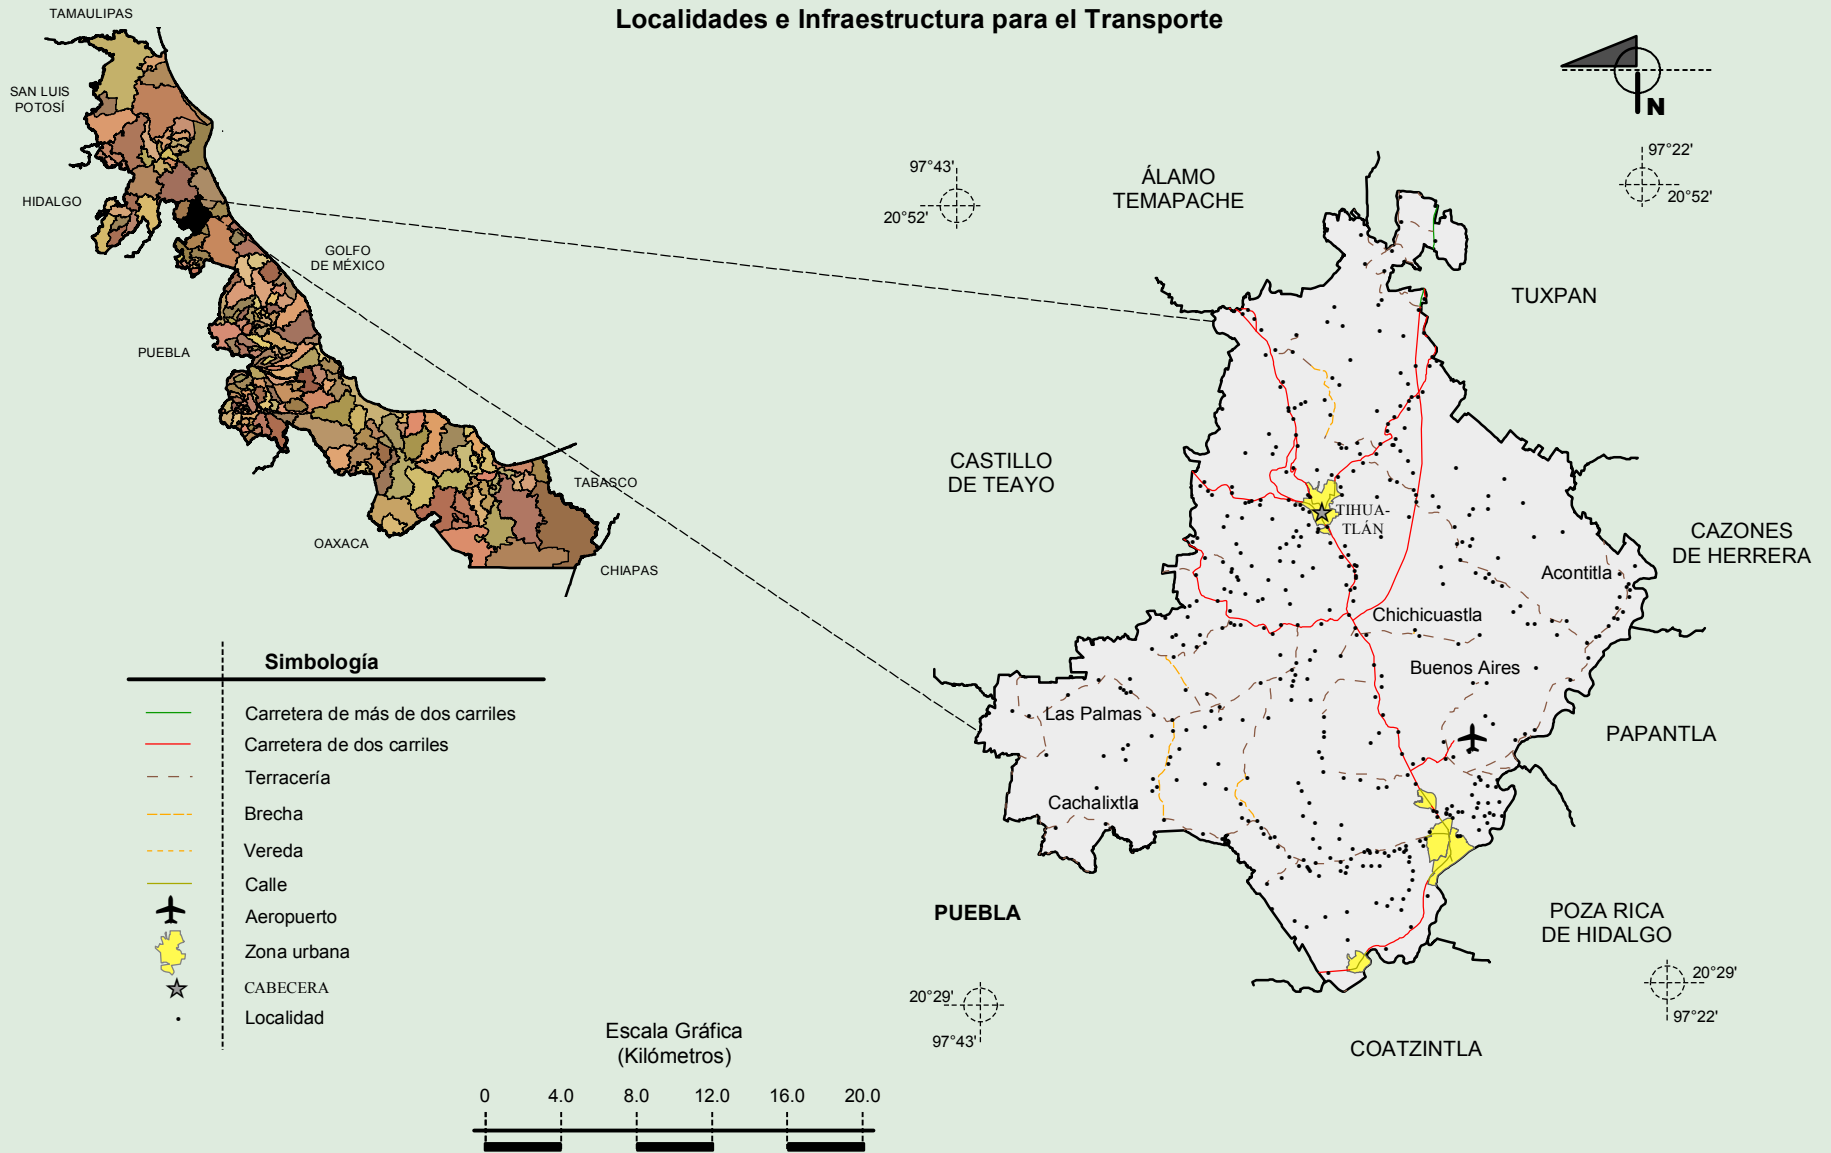 Localidades e Infraestructura para el Transporte
TAMAULIPAS
SAN LUIS
POTOSÍ
HIDALGO
GOLFO
DE MÉXICO
PUEBLA
TABASCO
OAXACA
CHIAPAS
N
97°43'
20°52'
97°22'
20°52'
ÁLAMO
TEMAPACHE
TUXPAN
CASTILLO
DE TEAYO
TIHUA-
TLÁN
CAZONES
DE HERRERA
Acontitla
Chichicuastla
Buenos Aires
Las Palmas
PAPANTLA
Cachalixtla
PUEBLA
POZA RICA
DE HIDALGO
20°29'
97°43'
20°29'
97°22'
COATZINTLA
Simbología
Carretera de más de dos carriles
Carretera de dos carriles
Terracería
Brecha
Vereda
Calle
Aeropuerto
Zona urbana
CABECERA
Localidad
Escala Gráfica
(Kilómetros)
0 4.0 8.0 12.0 16.0 20.0